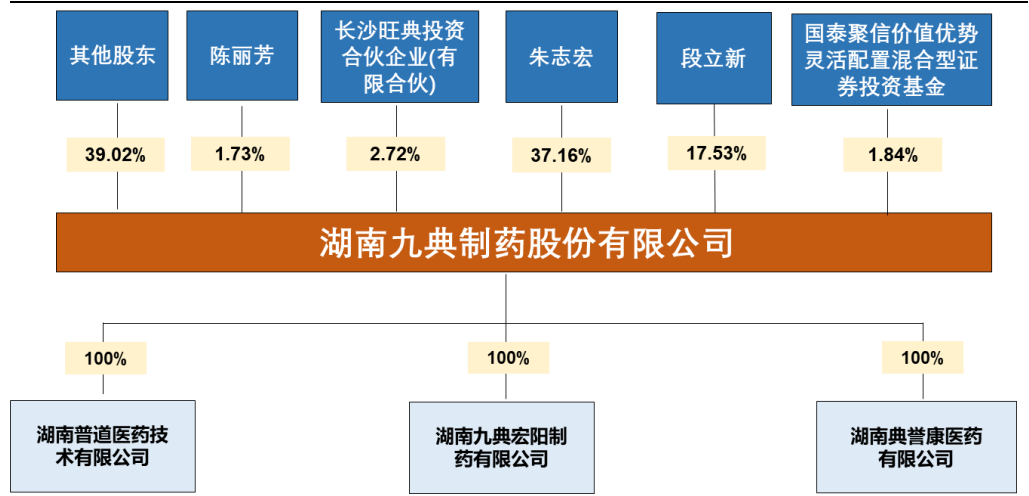 其他股东
陈丽芳
长沙旺典投资
合伙企业(有
限合伙)
朱志宏
段立新
国泰聚信价值优势
灵活配置混合型证
券投资基金
39.02%
1.73%
2.72%
37.16%
17.53%
1.84%
湖南九典制药股份有限公司
100%
100%
100%
湖南普道医药技
术有限公司
湖南九典宏阳制
药有限公司
湖南典誉康医药
有限公司